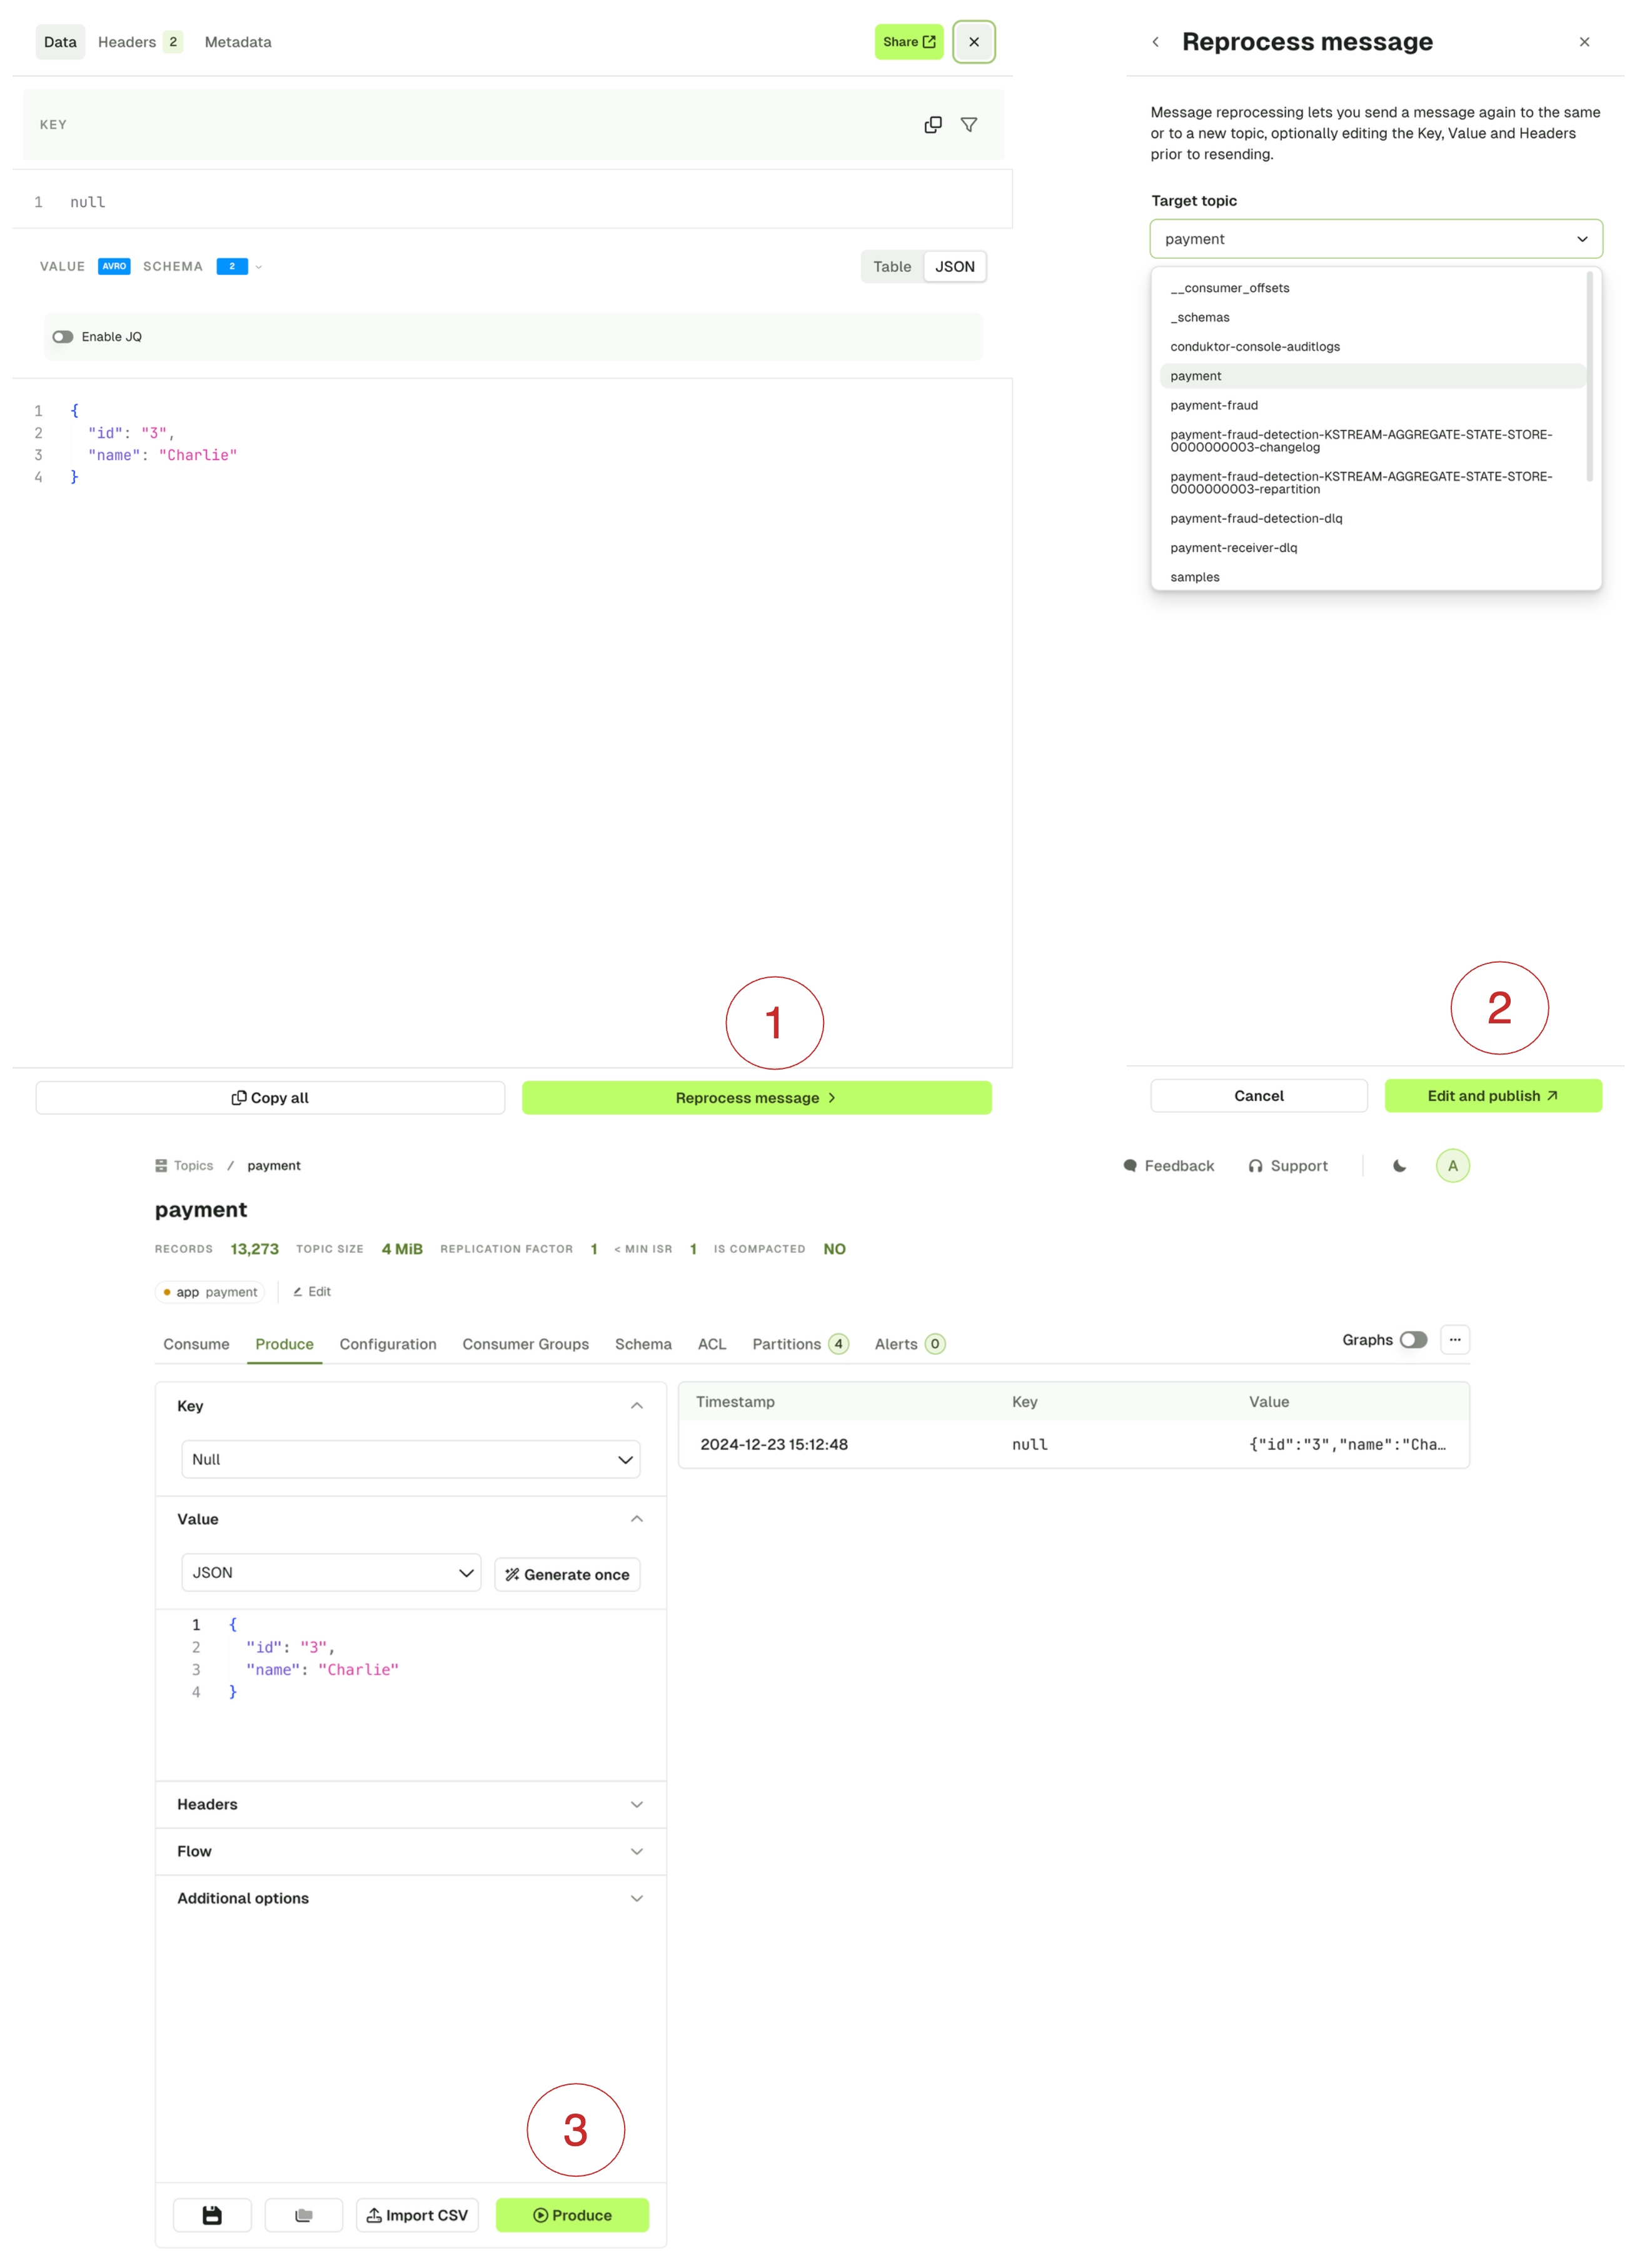 Data Headers 2 Metadata Share
KEY
1 null
VALUE AVRO SCHEMA 2 Table JSON
Enable JQ
1 {
2 "id": "3",
3 "name": "Charlie"
4 }
1
Copy all Reprocess message
Reprocess message
Message reprocessing lets you send a message again to the same
or to a new topic, optionally editing the Key, Value and Headers
prior to resending.
Target topic
payment
__consumer_offsets
_schemas
conduktor-console-auditlogs
payment
payment-fraud
payment-fraud-detection-KSTREAM-AGGREGATE-STATE-STORE-
0000000003-changelog
payment-fraud-detection-KSTREAM-AGGREGATE-STATE-STORE-
0000000003-repartition
payment-fraud-detection-dlq
payment-receiver-dlq
samples
2
Cancel Edit and publish
Topics / payment Feedback Support A
payment
RECORDS 13,273 TOPIC SIZE 4 MiB REPLICATION FACTOR 1 < MIN ISR 1 IS COMPACTED NO
app payment Edit
Consume Produce Configuration Consumer Groups Schema ACL Partitions 4 Alerts 0 Graphs ...
Key
Null
Value
JSON Generate once
1 {
2 "id": "3",
3 "name": "Charlie"
4 }
Headers
Flow
Additional options
3
Import CSV Produce
Timestamp Key Value
2024-12-23 15:12:48 null {"id":"3","name":"Cha…